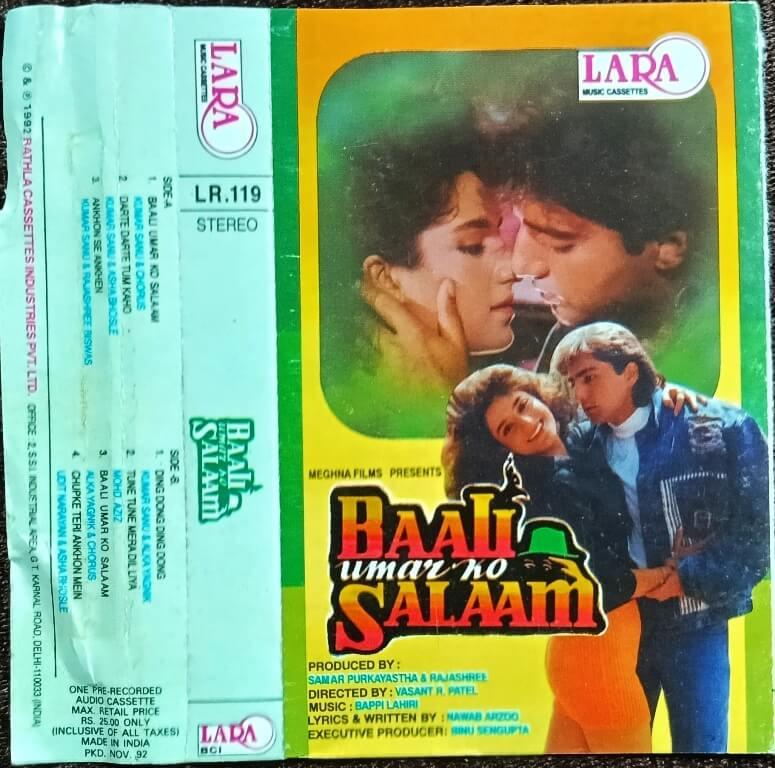 © & ℗ 1992 RATHLA CASSETTES INDUSTRIES PVT. LTD. OFFICE 2, S.S.I. INDUSTRIAL AREA, G.T. KARNAL ROAD, DELHI-110033 (INDIA)
SIDE-A
1. BAALI UMAR KO SALAAM
KUMAR SANU & CHORUS
2. DARTE DARTE TUM KAHO
KUMAR SANU & ASHA BHOSLE
3. ANKHON SE ANKHEN
KUMAR SANU & RAJASHREE BISWAS
SIDE-B
1. DING DONG DING DONG
KUMAR SANU & ALKA YAGNIK
2. TUNE TUNE MERA DIL LIYA
MOHD. AZIZ
3. BAALI UMAR KO SALAAM
ALKA YAGNIK & CHORUS
4. CHUPKE TERI ANKHON MEIN
UDIT NARAYAN & ASHA BHOSLE
ONE PRE-RECORDED
AUDIO CASSETTE
MAX. RETAIL PRICE
RS. 25.00 ONLY
(INCLUSIVE OF ALL TAXES)
MADE IN INDIA
PKD. NOV. 92
LARA
MUSIC CASSETTES
LR.119
STEREO
BAALI
UMAR KO
SALAAM
LARA
BCI
LARA
MUSIC CASSETTES
MEGHNA FILMS PRESENTS
BAALI
umar ko
SALAAM
PRODUCED BY :
SAMAR PURKAYASTHA & RAJASHREE
DIRECTED BY : VASANT R. PATEL
MUSIC : BAPPI LAHIRI
LYRICS & WRITTEN BY : NAWAB ARZOO
EXECUTIVE PRODUCER: BINU SENGUPTA